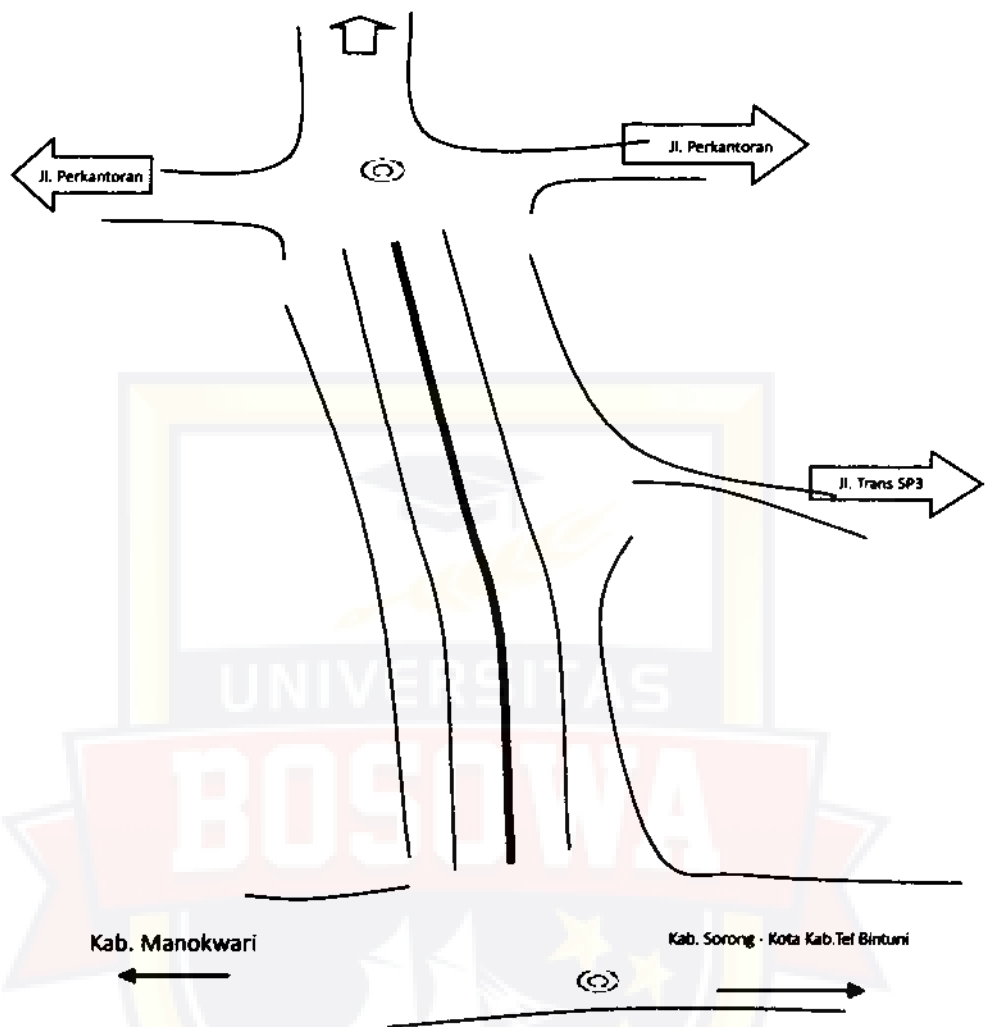 Jl. Perkantoran
Jl. Perkantoran
Jl. Trans SP3
UNIVERSITAS
BOSOWA
Kab. Manokwari
Kab. Sorong - Kota Kab.Tel Bintuni